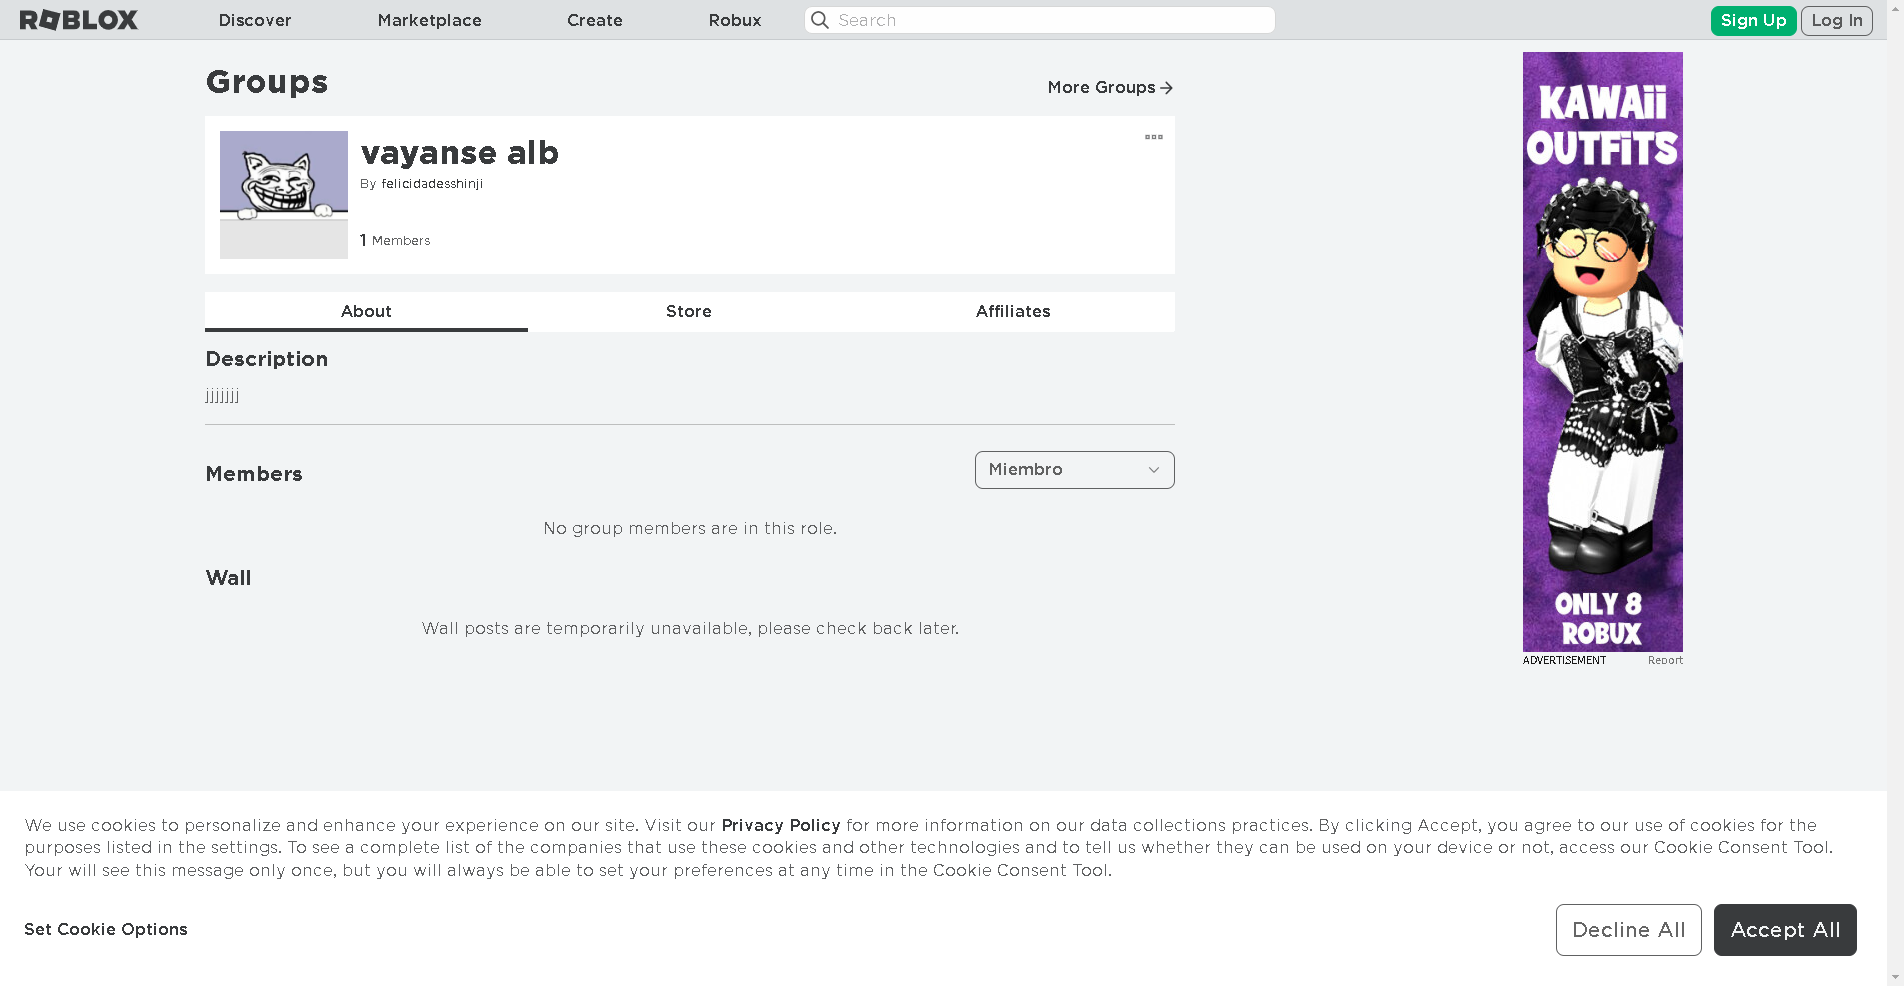 ROBLOX
Discover
Marketplace
Create
Robux
Search
Sign Up
Log In
Groups
More Groups
vayanse alb
By felicidadesshinji
1 Members
About
Store
Affiliates
Description
jjjjjjj
Members
Miembro
No group members are in this role.
Wall
Wall posts are temporarily unavailable, please check back later.
KAWAii
OUTFiTS
ONLY 8
ROBUX
ADVERTISEMENT
Report
We use cookies to personalize and enhance your experience on our site. Visit our Privacy Policy for more information on our data collections practices. By clicking Accept, you agree to our use of cookies for the
purposes listed in the settings. To see a complete list of the companies that use these cookies and other technologies and to tell us whether they can be used on your device or not, access our Cookie Consent Tool.
Your will see this message only once, but you will always be able to set your preferences at any time in the Cookie Consent Tool.
Set Cookie Options
Decline All
Accept All